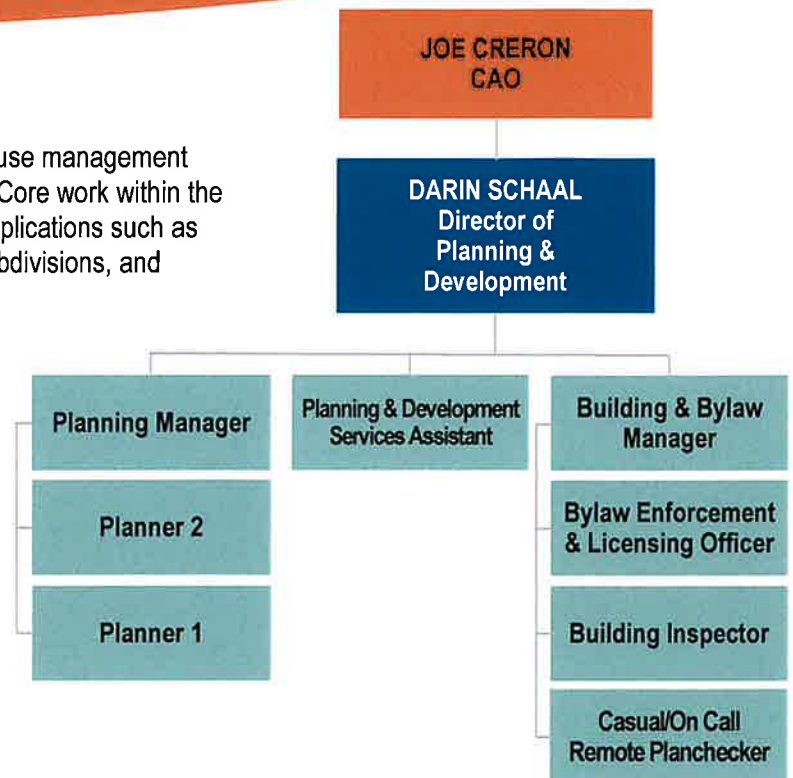 use management
Core work within the
plications such as
bdivisions, and
JOE CRERON
CAO
DARIN SCHAAL
Director of
Planning &
Development
Planning Manager
Planner 2
Planner 1
Planning & Development
Services Assistant
Building & Bylaw
Manager
Bylaw Enforcement
& Licensing Officer
Building Inspector
Casual/On Call
Remote Planchecker